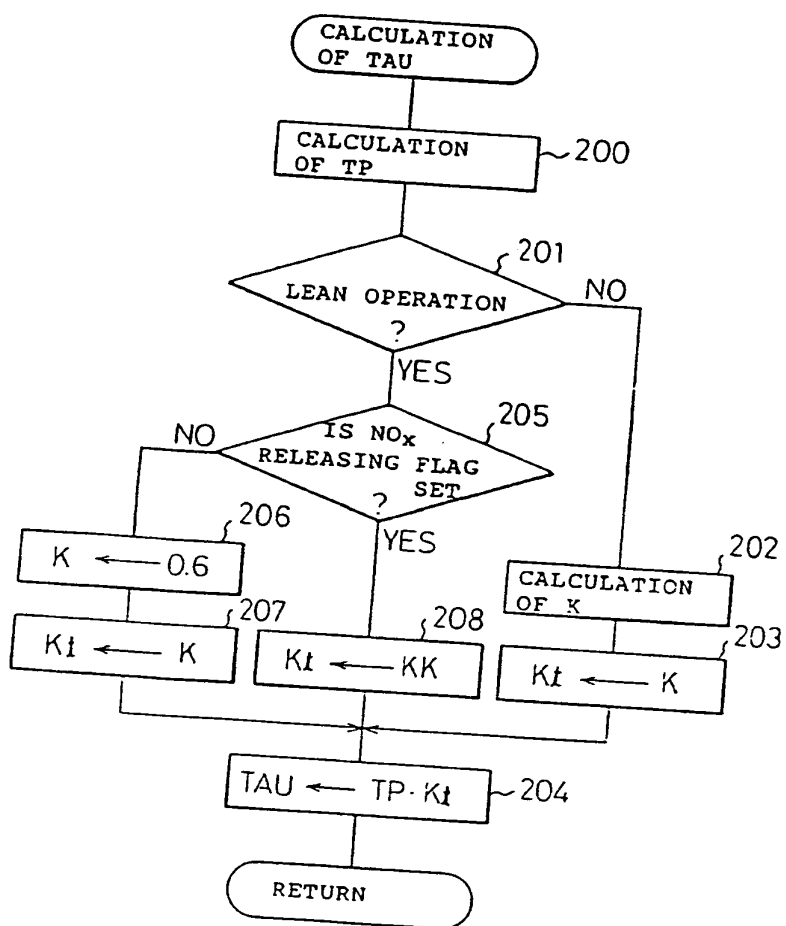 CALCULATION
OF TAU
CALCULATION
OF TP
200
201
LEAN OPERATION
?
NO
YES
205
IS NOx
RELEASING FLAG
SET
?
NO
YES
206
K ← 0.6
207
Kt ← K
208
Kt ← KK
202
CALCULATION
OF K
203
Kt ← K
TAU ← TP·Kt
204
RETURN